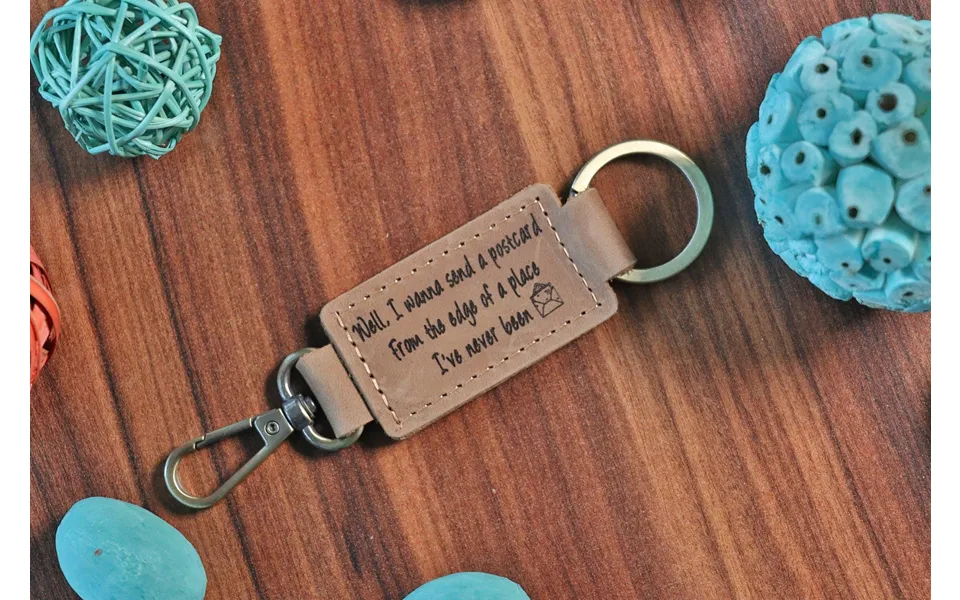 Well, I wanna send a postcard
From the edge of a place
I've never been